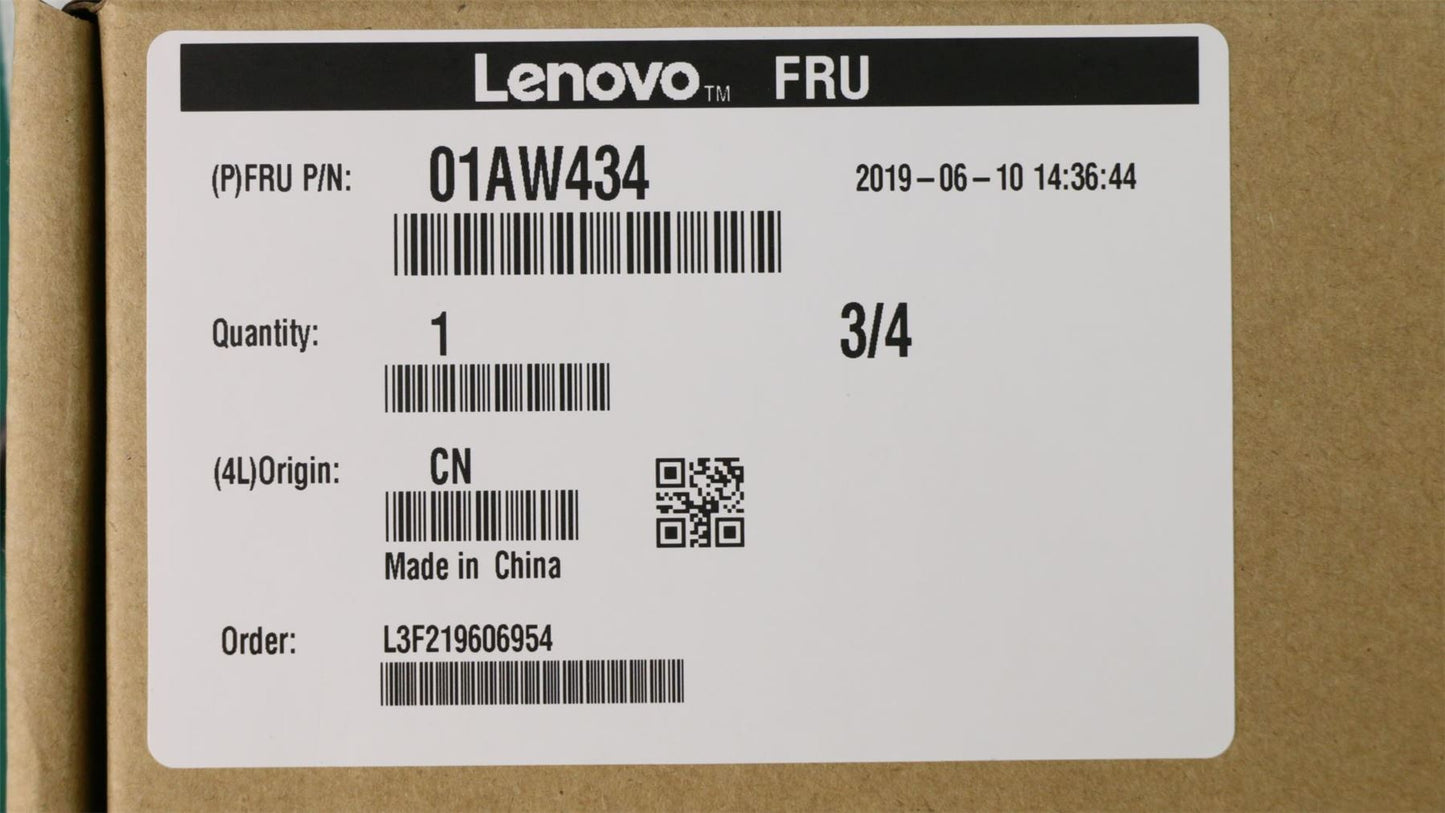 Lenovo™ FRU
(P)FRU P/N: 01AW434 2019-06-10 14:36:44
Quantity: 1 3/4
(4L)Origin: CN
Made in China
Order: L3F219606954